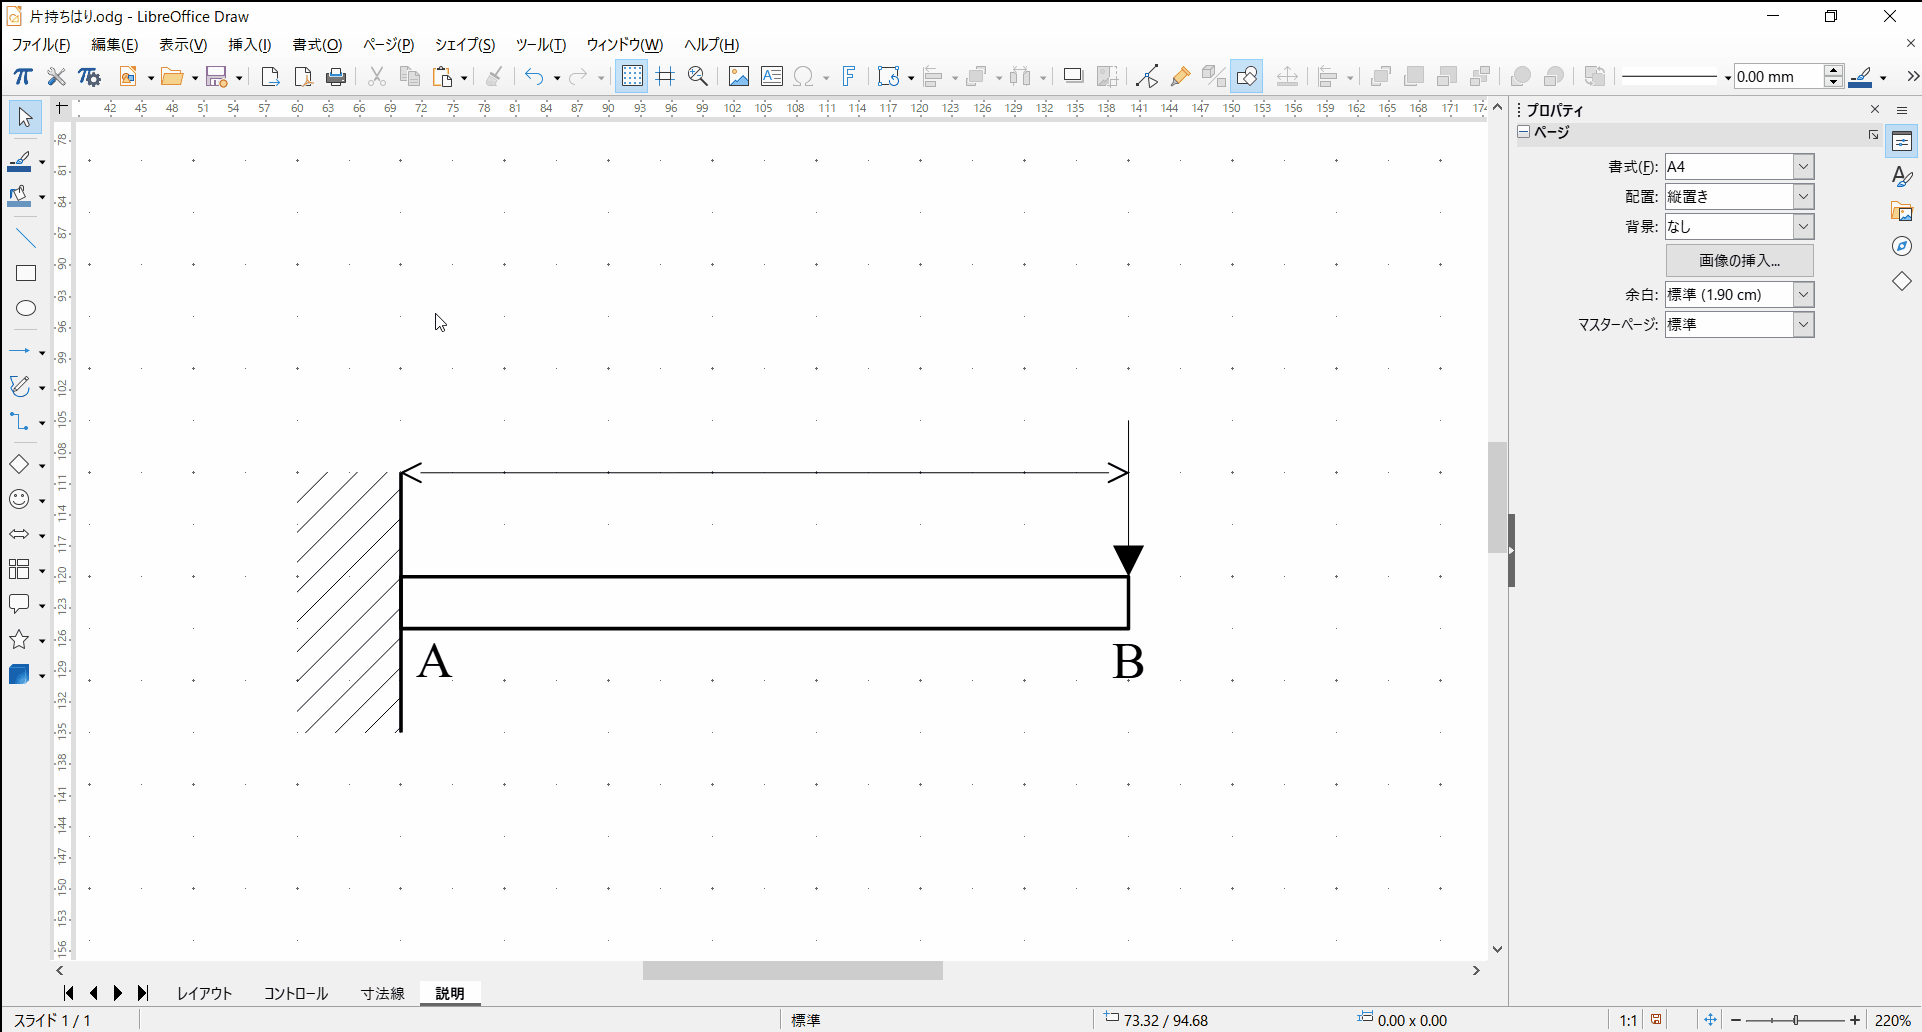 片持ちはり.odg - LibreOffice Draw
ファイル(F) 編集(E) 表示(V) 挿入(I) 書式(O) ページ(P) シェイプ(S) ツール(T) ウィンドウ(W) ヘルプ(H)
0.00 mm
42 45 48 51 54 57 60 63 66 69 72 75 78 81 84 87 90 93 96 99 102 105 108 111 114 117 120 123 126 129 132 135 138 141 144 147 150 153 156 159 162 165 168 171 174
78
81
84
87
90
93
96
99
102
105
108
111
114
117
120
123
126
129
132
135
138
141
144
147
150
153
156
A B
プロパティ
ページ
書式(F): A4
配置: 縦置き
背景: なし
画像の挿入...
余白: 標準 (1.90 cm)
マスターページ: 標準
レイアウト コントロール 寸法線 説明
スライド 1 / 1 標準 73.32 / 94.68 0.00 x 0.00 1:1 220%